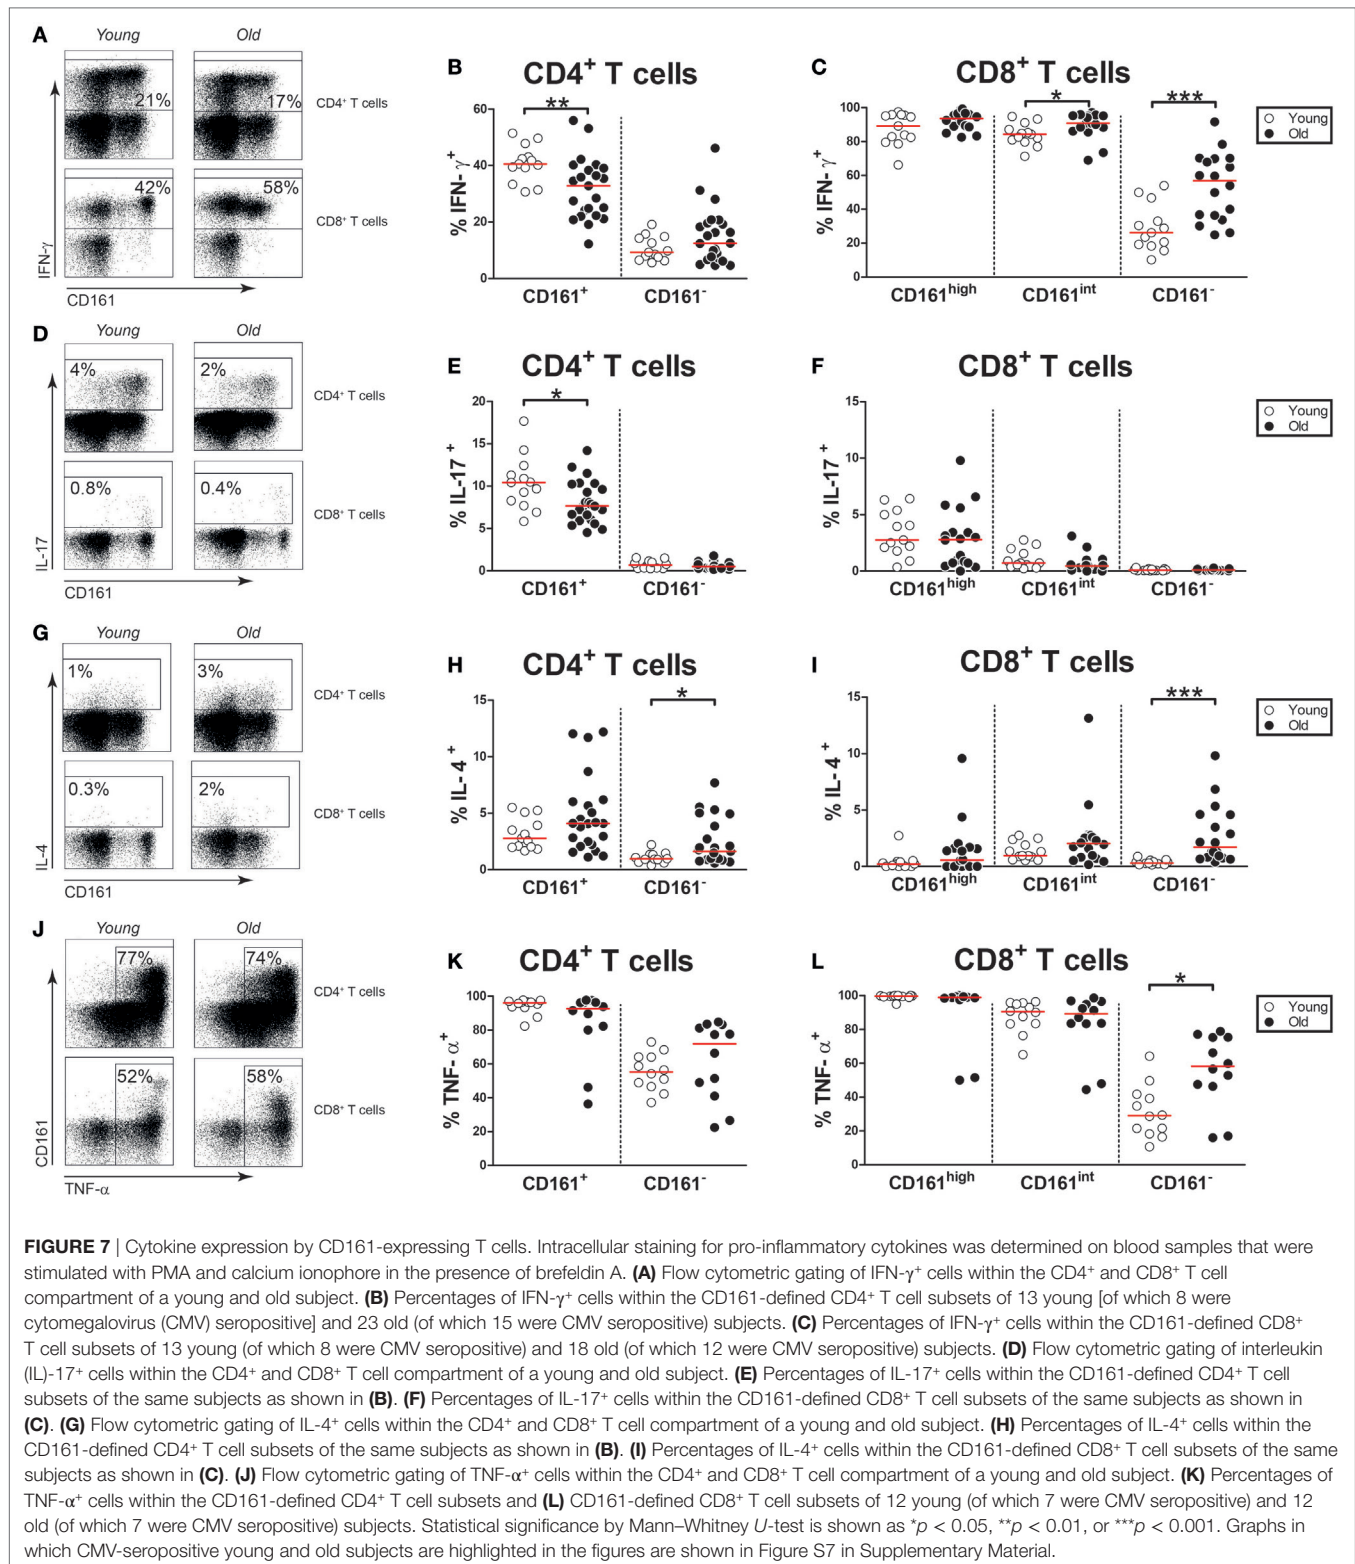 A
Young Old
21% 17%
CD4⁺ T cells
42% 58%
CD8⁺ T cells
IFN-γ
CD161
B
CD4⁺ T cells
**
% IFN-γ⁺
60
40
20
0
CD161⁺ CD161⁻
C
CD8⁺ T cells
* ***
% IFN-γ⁺
100
80
60
40
20
0
CD161ʰⁱᵍʰ CD161ⁱⁿᵗ CD161⁻
Young
Old
D
Young Old
4% 2%
CD4⁺ T cells
0.8% 0.4%
CD8⁺ T cells
IL-17
CD161
E
CD4⁺ T cells
*
% IL-17⁺
20
15
10
5
0
CD161⁺ CD161⁻
F
CD8⁺ T cells
% IL-17⁺
15
10
5
0
CD161ʰⁱᵍʰ CD161ⁱⁿᵗ CD161⁻
Young
Old
G
Young Old
1% 3%
CD4⁺ T cells
0.3% 2%
CD8⁺ T cells
IL-4
CD161
H
CD4⁺ T cells
*
% IL-4⁺
15
10
5
0
CD161⁺ CD161⁻
I
CD8⁺ T cells
***
% IL-4⁺
15
10
5
0
CD161ʰⁱᵍʰ CD161ⁱⁿᵗ CD161⁻
Young
Old
J
Young Old
77% 74%
CD4⁺ T cells
52% 58%
CD8⁺ T cells
CD161
TNF-α
K
CD4⁺ T cells
% TNF-α⁺
100
80
60
40
20
0
CD161⁺ CD161⁻
L
CD8⁺ T cells
*
% TNF-α⁺
100
80
60
40
20
0
CD161ʰⁱᵍʰ CD161ⁱⁿᵗ CD161⁻
Young
Old
FIGURE 7 | Cytokine expression by CD161-expressing T cells. Intracellular staining for pro-inflammatory cytokines was determined on blood samples that were
stimulated with PMA and calcium ionophore in the presence of brefeldin A. (A) Flow cytometric gating of IFN-γ⁺ cells within the CD4⁺ and CD8⁺ T cell
compartment of a young and old subject. (B) Percentages of IFN-γ⁺ cells within the CD161-defined CD4⁺ T cell subsets of 13 young [of which 8 were
cytomegalovirus (CMV) seropositive] and 23 old (of which 15 were CMV seropositive) subjects. (C) Percentages of IFN-γ⁺ cells within the CD161-defined CD8⁺
T cell subsets of 13 young (of which 8 were CMV seropositive) and 18 old (of which 12 were CMV seropositive) subjects. (D) Flow cytometric gating of interleukin
(IL)-17⁺ cells within the CD4⁺ and CD8⁺ T cell compartment of a young and old subject. (E) Percentages of IL-17⁺ cells within the CD161-defined CD4⁺ T cell
subsets of the same subjects as shown in (B). (F) Percentages of IL-17⁺ cells within the CD161-defined CD8⁺ T cell subsets of the same subjects as shown in
(C). (G) Flow cytometric gating of IL-4⁺ cells within the CD4⁺ and CD8⁺ T cell compartment of a young and old subject. (H) Percentages of IL-4⁺ cells within the
CD161-defined CD4⁺ T cell subsets of the same subjects as shown in (B). (I) Percentages of IL-4⁺ cells within the CD161-defined CD8⁺ T cell subsets of the same
subjects as shown in (C). (J) Flow cytometric gating of TNF-α⁺ cells within the CD4⁺ and CD8⁺ T cell compartment of a young and old subject. (K) Percentages of
TNF-α⁺ cells within the CD161-defined CD4⁺ T cell subsets and (L) CD161-defined CD8⁺ T cell subsets of 12 young (of which 7 were CMV seropositive) and 12
old (of which 7 were CMV seropositive) subjects. Statistical significance by Mann–Whitney U-test is shown as *p < 0.05, **p < 0.01, or ***p < 0.001. Graphs in
which CMV-seropositive young and old subjects are highlighted in the figures are shown in Figure S7 in Supplementary Material.